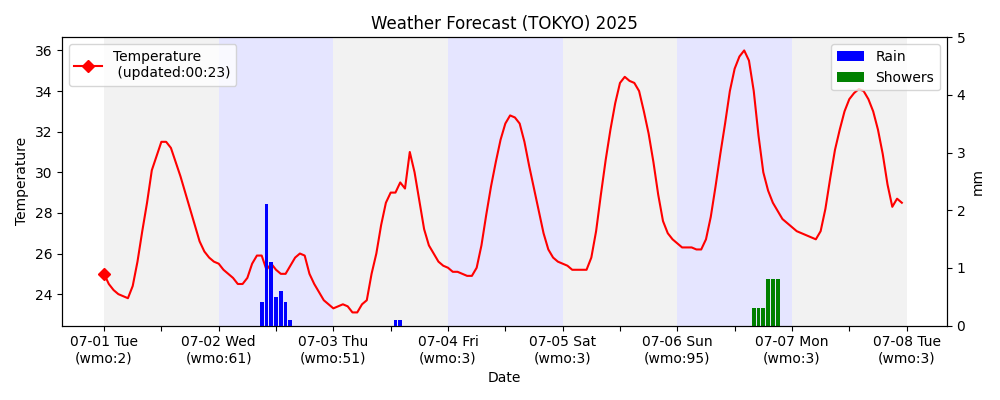 Weather Forecast (TOKYO) 2025
Temperature
(updated:00:23)
Rain
Showers
36
34
32
30
28
26
24
Temperature
5
4
3
2
1
0
mm
07-01 Tue
(wmo:2)
07-02 Wed
(wmo:61)
07-03 Thu
(wmo:51)
07-04 Fri
(wmo:3)
07-05 Sat
(wmo:3)
07-06 Sun
(wmo:95)
07-07 Mon
(wmo:3)
07-08 Tue
(wmo:3)
Date